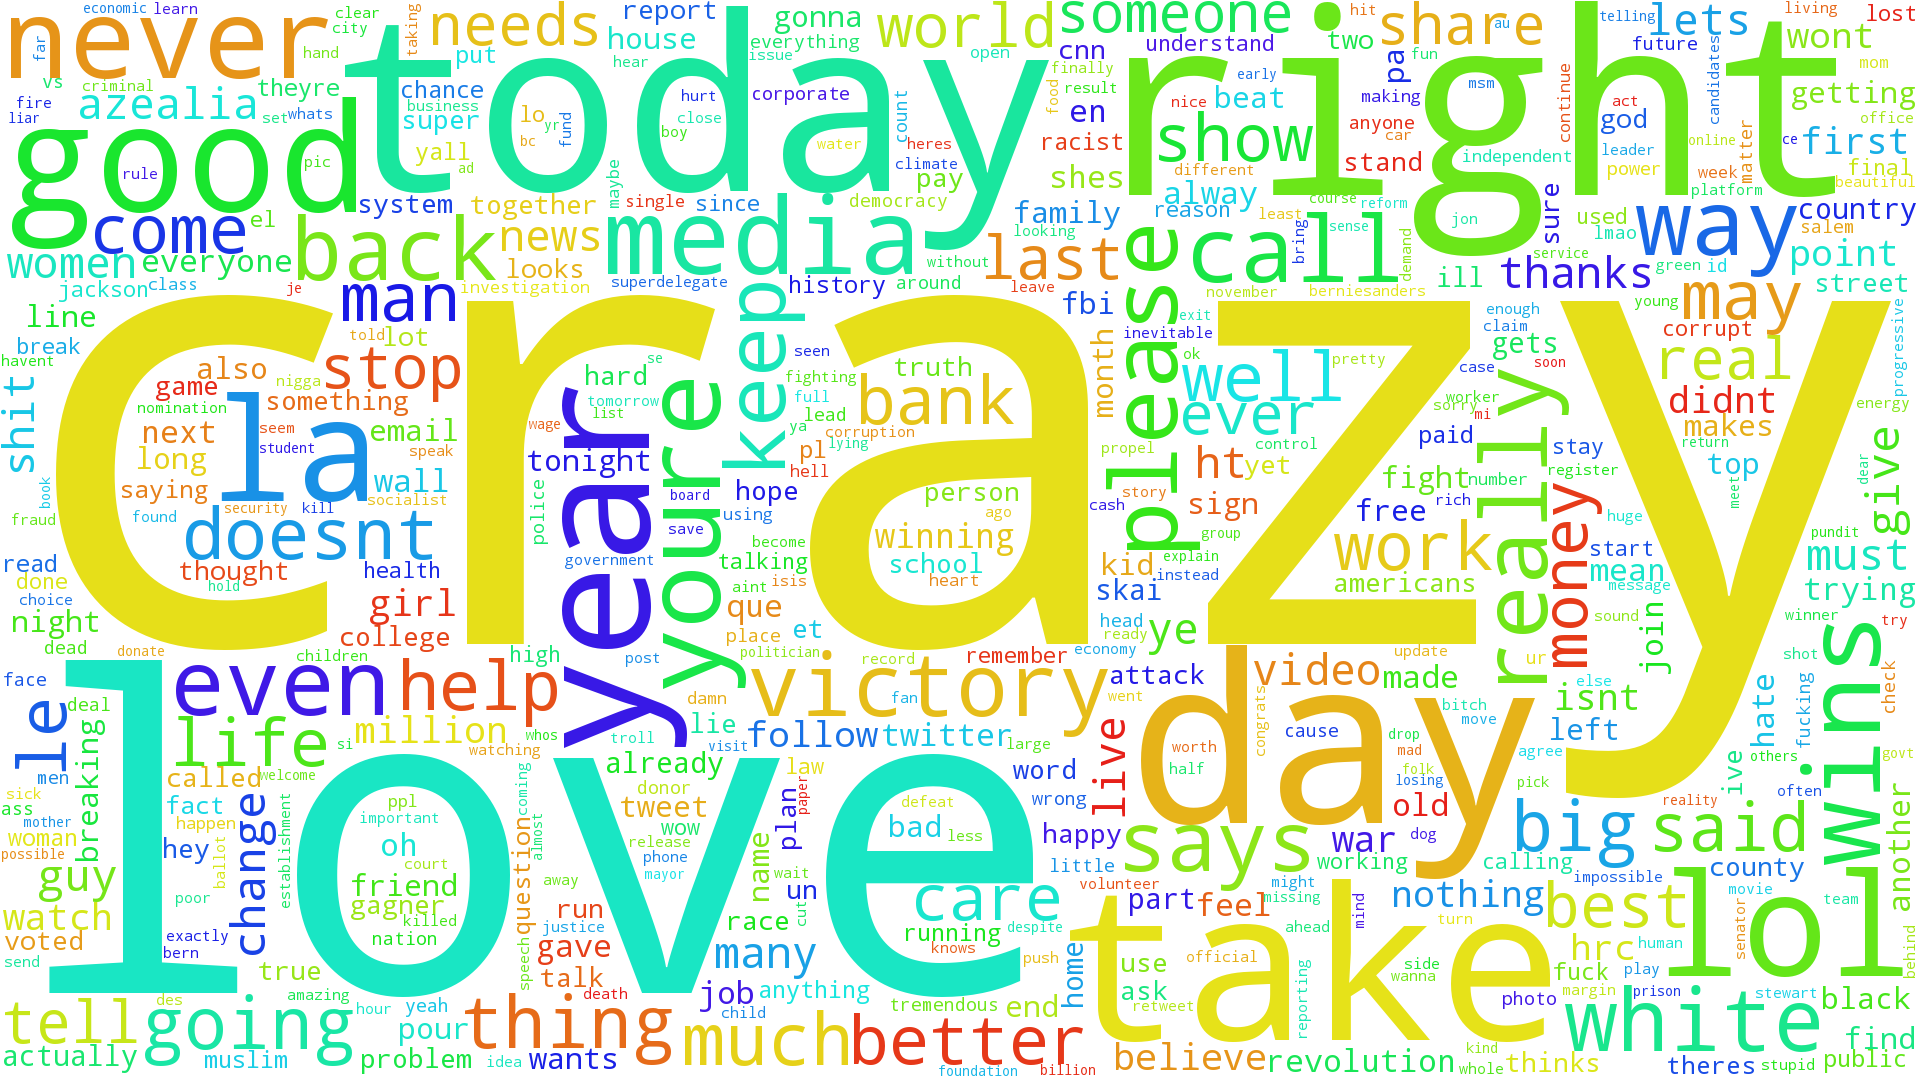 never
today
right
crazy
love
good
day
take
year
la
lol
media
back
way
call
show
come
man
stop
doesnt
youre
keep
bank
please
well
ever
really
work
money
real
may
wins
victory
even
help
life
le
says
big
said
white
best
care
going
thing
much
better
tell
many
change
world
someone
share
needs
azealia
women
everyone
news
last
thanks
lets
wont
getting
first
country
point
street
house
report
gonna
put
everything
economic
learn
clear
city
hand
far
taking
hear
issue
open
cnn
understand
two
pa
hit
fun
au
telling
living
lost
future
candidates
mom
office
vs
criminal
theyre
fire
liar
set
whats
pic
rule
chance
business
super
yall
ad
lo
bc
yr
fund
hurt
close
boy
corporate
count
water
finally
result
food
en
racist
heres
climate
pay
democracy
early
beat
nice
making
anyone
car
msm
continue
act
god
leader
power
online
matter
week
platform
ce
final
beautiful
stand
independent
shes
different
alway
reason
least
course
reform
sense
looking
family
jon
sure
used
lmao
salem
service
green
id
young
system
el
together
maybe
single
since
looks
investigation
superdelegate
history
around
without
leave
fbi
november
berniesanders
bring
demand
ill
jackson
class
je
line
break
havent
told
lot
also
game
nigga
nomination
something
next
seem
student
email
speak
long
saying
wall
socialist
security
kill
found
book
shit
fraud
read
done
choice
night
dead
thought
hold
health
girl
college
donate
children
high
post
police
tonight
government
hard
se
tomorrow
list
wage
seen
fighting
full
truth
ya
lead
corruption
lying
pl
hell
hope
board
save
using
become
talking
aint
isis
person
ago
winning
school
heart
que
place
politician
et
record
remember
month
inevitable
exit
ok
pretty
enough
claim
case
gets
soon
corrupt
progressive
didnt
makes
energy
worker
sorry
mi
control
paid
stay
return
top
register
number
propel
ht
yet
fight
sign
story
cash
group
free
rich
explain
instead
kid
skai
americans
head
ready
ye
economy
huge
start
mean
meet
dear
give
pundit
must
message
trying
sound
winner
try
join
attack
went
video
update
made
ur
isnt
else
shot
check
face
deal
men
si
million
watching
whos
troll
damn
visit
lie
fan
follow
twitter
large
live
congrats
cause
worth
half
drop
mad
folk
losing
bitch
move
left
agree
pick
hate
fucking
ive
others
often
govt
sick
ass
mother
woman
possible
breaking
called
welcome
fact
happen
hey
ballot
guy
poor
establishment
watch
voted
send
exactly
bern
ppl
important
oh
court
friend
gagner
killed
nation
already
donor
tweet
wow
release
phone
mayor
coming
almost
question
away
run
justice
gave
speech
talk
death
law
plan
paper
name
wait
cut
un
race
defeat
bad
less
running
knows
despite
push
word
wrong
happy
little
old
dog
war
working
volunteer
calling
impossible
reality
county
movie
another
team
senator
behind
human
part
feel
might
missing
mind
ahead
nothing
turn
hrc
fuck
play
margin
prison
stewart
black
find
public
stupid
theres
true
amazing
des
hour
yeah
pour
actually
muslim
problem
idea
wants
job
child
anything
tremendous
end
foundation
billion
home
use
ask
official
retweet
reporting
side
wanna
photo
believe
revolution
kind
whole
thinks